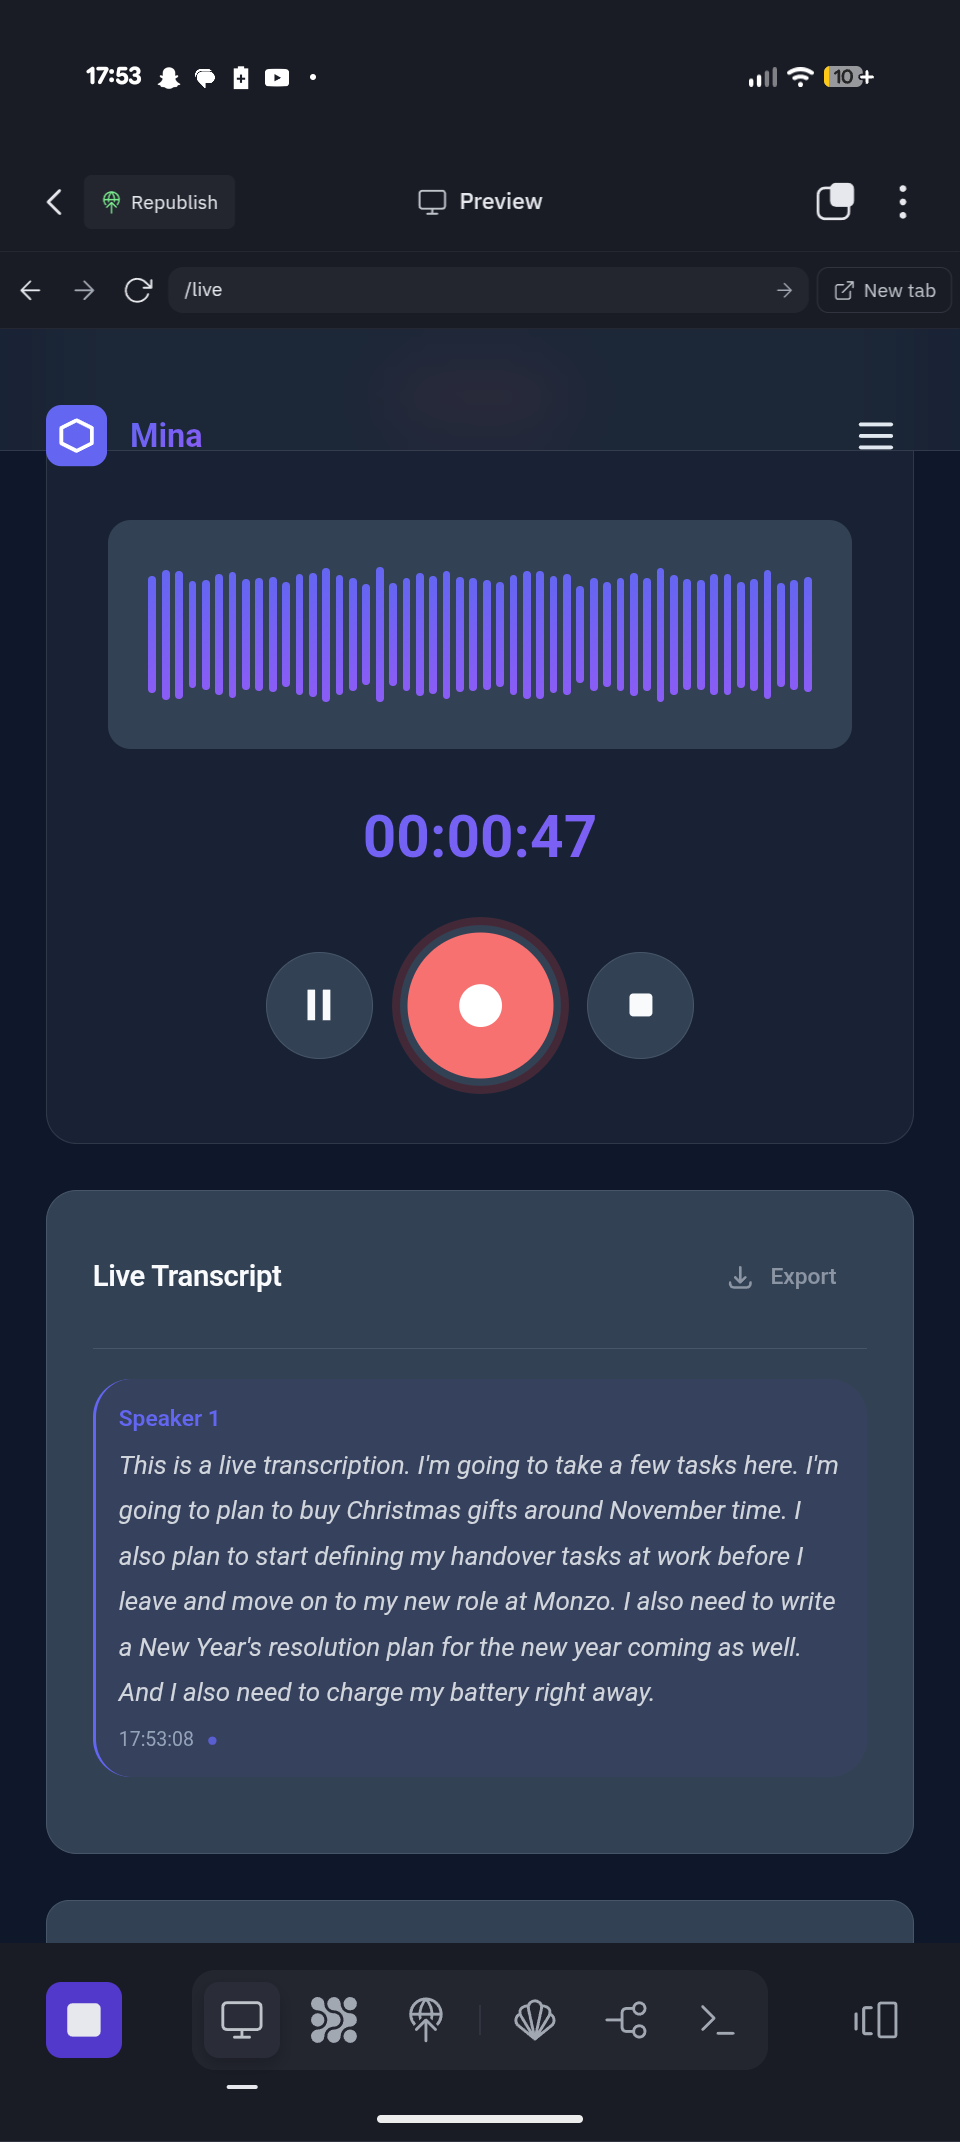 17:53
10+
Republish
Preview
/live
New tab
Mina
00:00:47
Live Transcript
Export
Speaker 1
This is a live transcription. I'm going to take a few tasks here. I'm
going to plan to buy Christmas gifts around November time. I
also plan to start defining my handover tasks at work before I
leave and move on to my new role at Monzo. I also need to write
a New Year's resolution plan for the new year coming as well.
And I also need to charge my battery right away.
17:53:08